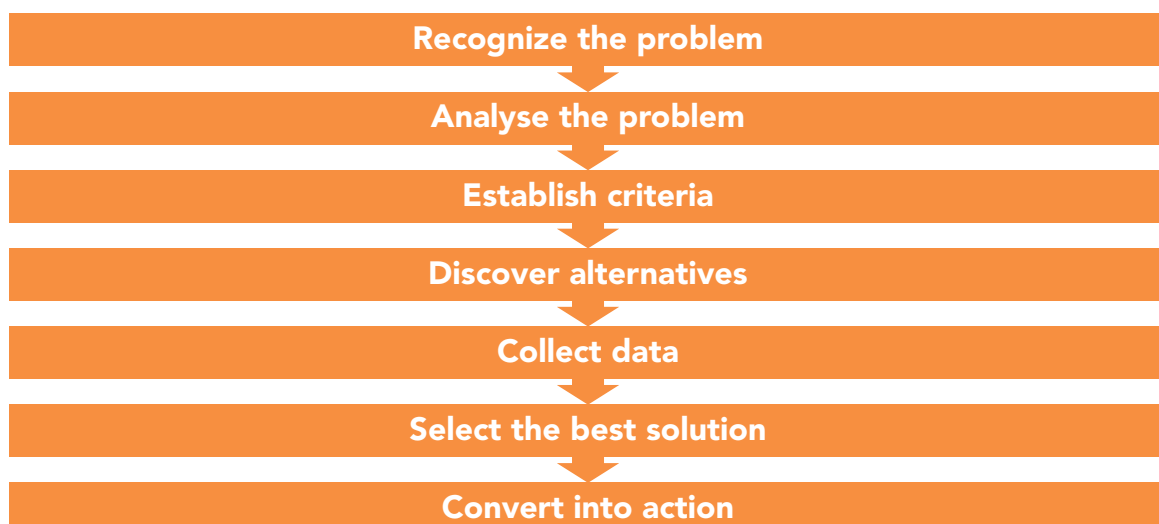 Recognize the problem
Analyse the problem
Establish criteria
Discover alternatives
Collect data
Select the best solution
Convert into action